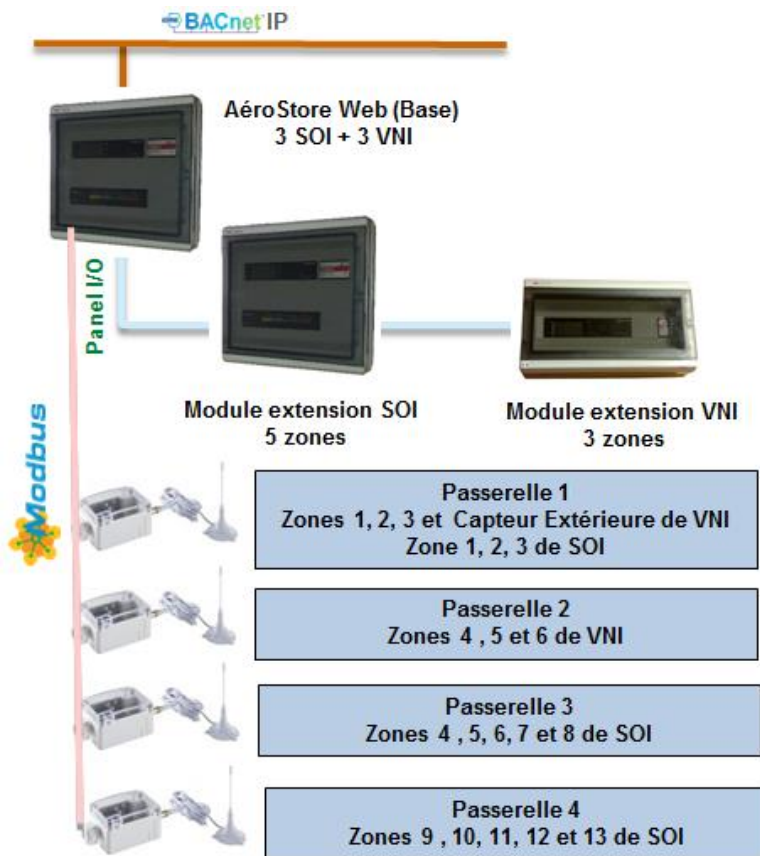 BACnet IP
AéroStore Web (Base)
3 SOI + 3 VNI
Panel I/O
Module extension SOI
5 zones
Module extension VNI
3 zones
Modbus
Passerelle 1
Zones 1, 2, 3 et Capteur Extérieure de VNI
Zone 1, 2, 3 de SOI
Passerelle 2
Zones 4 , 5 et 6 de VNI
Passerelle 3
Zones 4 , 5, 6, 7 et 8 de SOI
Passerelle 4
Zones 9 , 10, 11, 12 et 13 de SOI